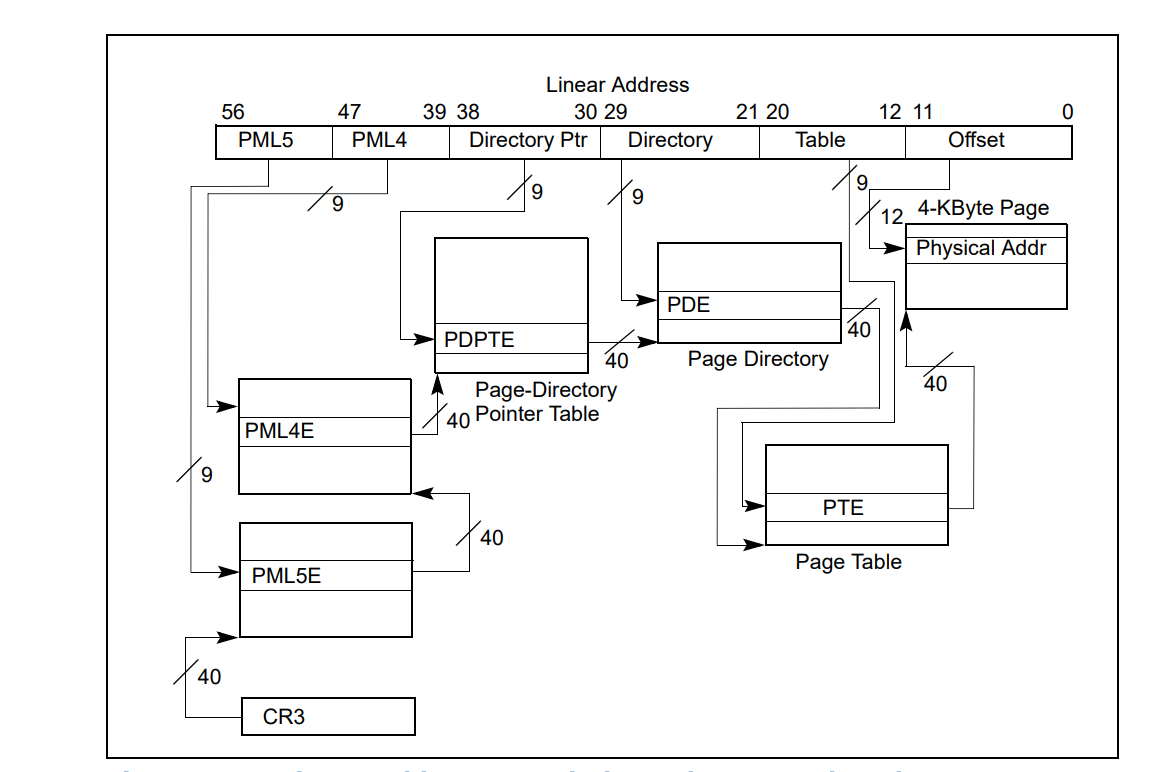 Linear Address
56 47 39 38 30 29 21 20 12 11 0
PML5 PML4 Directory Ptr Directory Table Offset
9 9 9 9
12 4-KByte Page
Physical Addr
PDE
40
PDPTE
40
Page Directory
40
Page-Directory
Pointer Table
40
PML4E
9
PTE
40
Page Table
PML5E
40
CR3